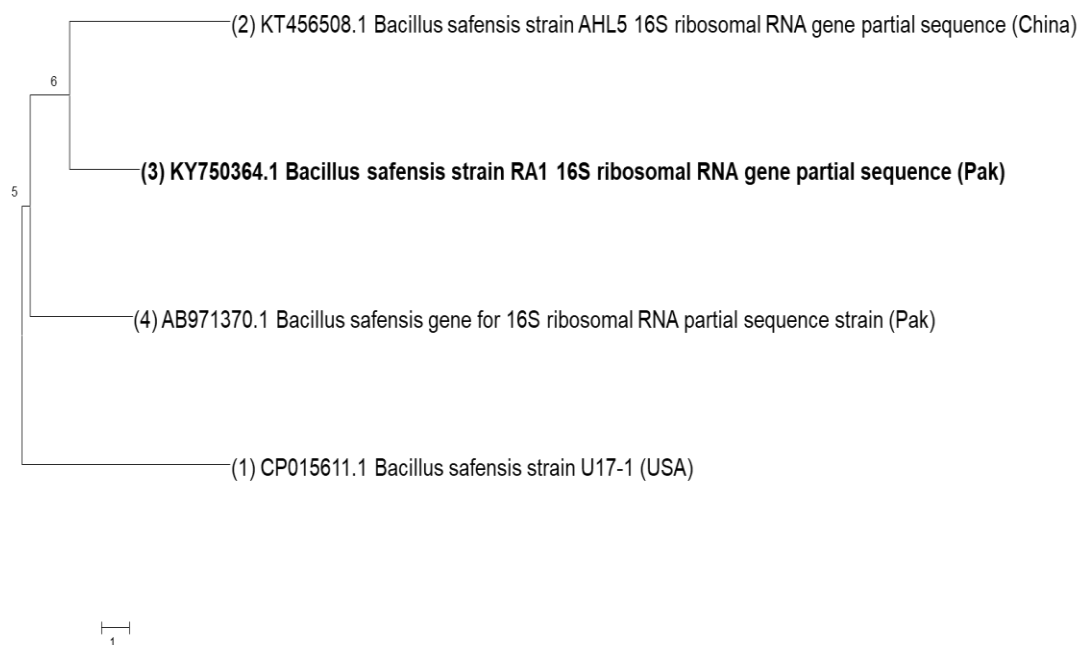 (2) KT456508.1 Bacillus safensis strain AHL5 16S ribosomal RNA gene partial sequence (China)
6
(3) KY750364.1 Bacillus safensis strain RA1 16S ribosomal RNA gene partial sequence (Pak)
5
(4) AB971370.1 Bacillus safensis gene for 16S ribosomal RNA partial sequence strain (Pak)
(1) CP015611.1 Bacillus safensis strain U17-1 (USA)
1